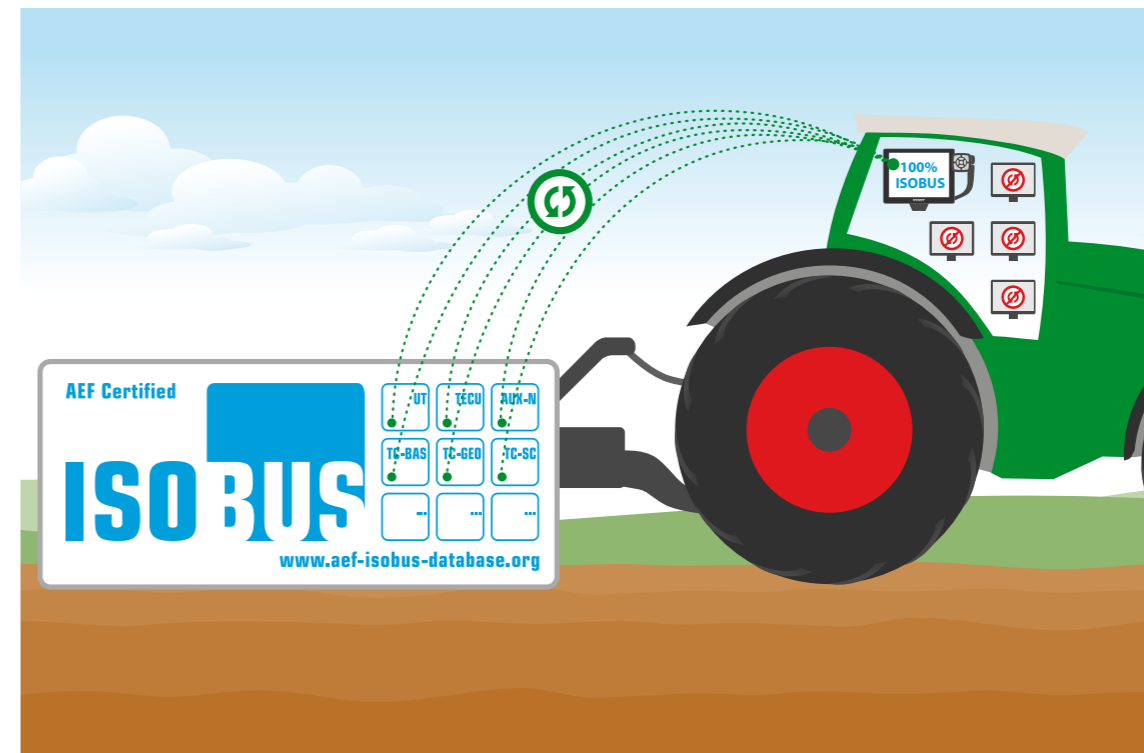 100%
ISOBUS
AEF Certified
UT
TECU
AUX-N
TC-BAS
TC-GEO
TC-SC
ISOBUS
...
...
...
www.aef-isobus-database.org